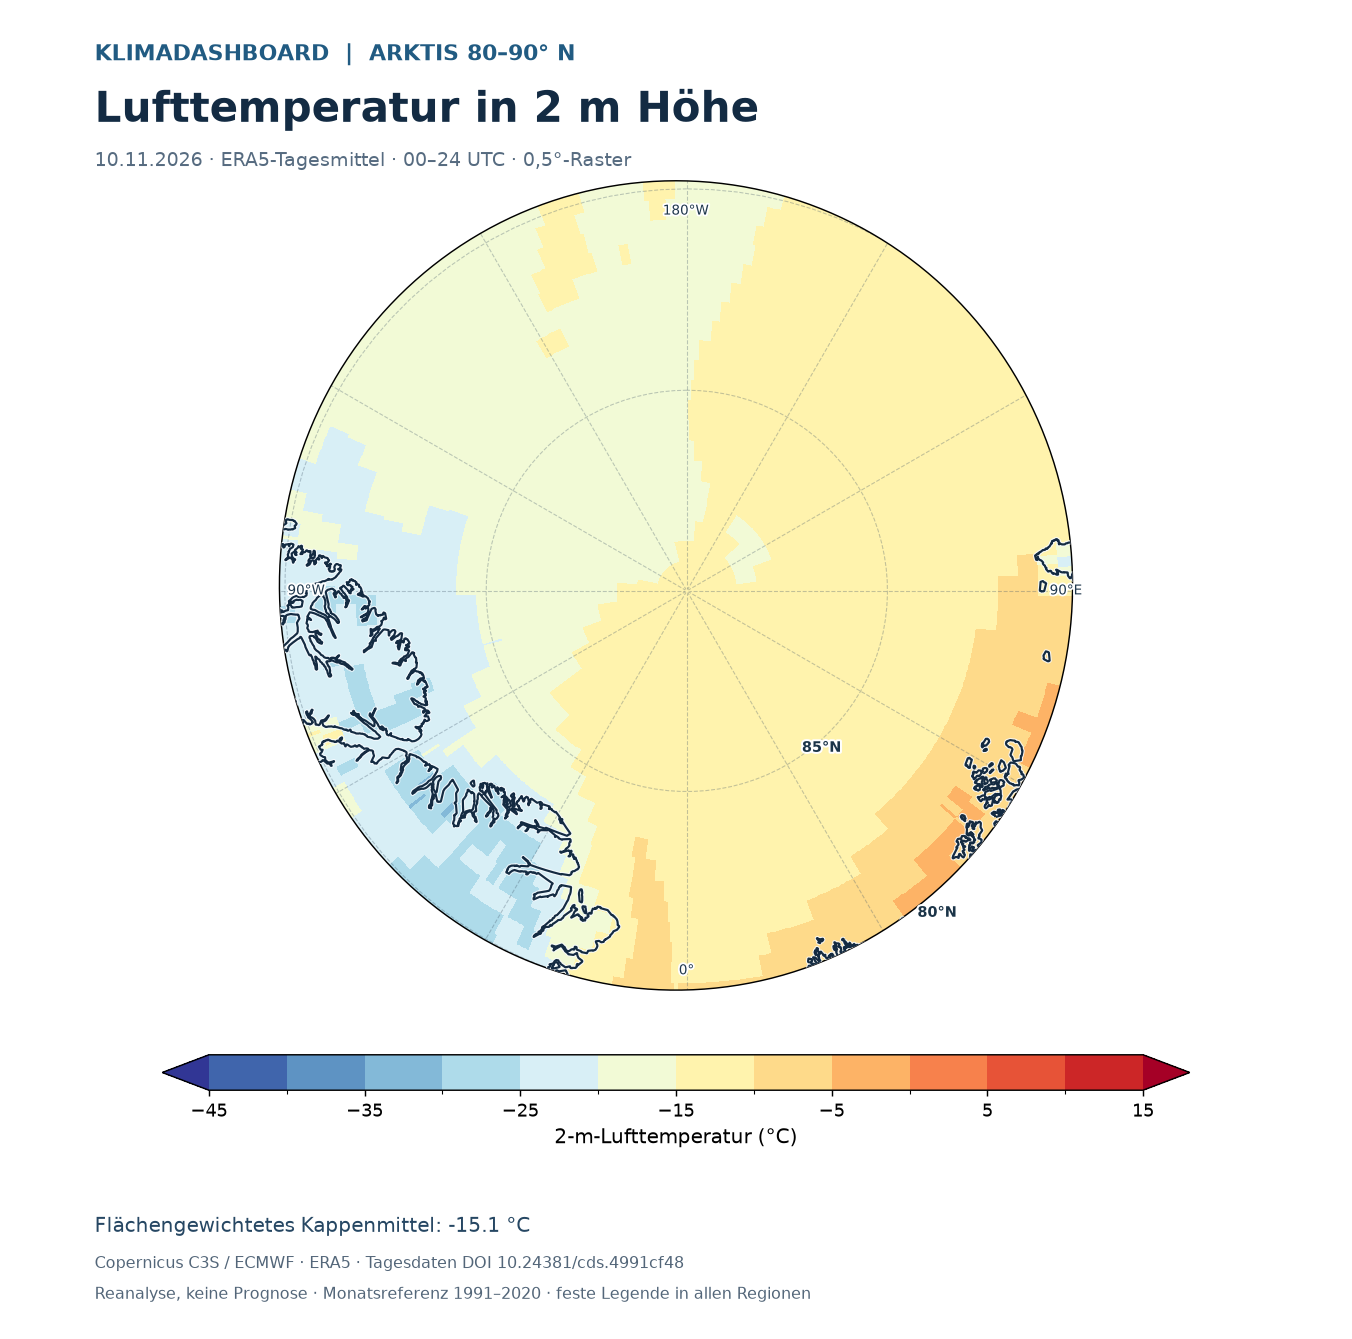 KLIMADASHBOARD | ARKTIS 80–90° N
Lufttemperatur in 2 m Höhe
10.11.2026 · ERA5-Tagesmittel · 00–24 UTC · 0,5°-Raster
180°W
90°W
90°E
85°N
80°N
0°
−45 −35 −25 −15 −5 5 15
2-m-Lufttemperatur (°C)
Flächengewichtetes Kappenmittel: -15.1 °C
Copernicus C3S / ECMWF · ERA5 · Tagesdaten DOI 10.24381/cds.4991cf48
Reanalyse, keine Prognose · Monatsreferenz 1991–2020 · feste Legende in allen Regionen